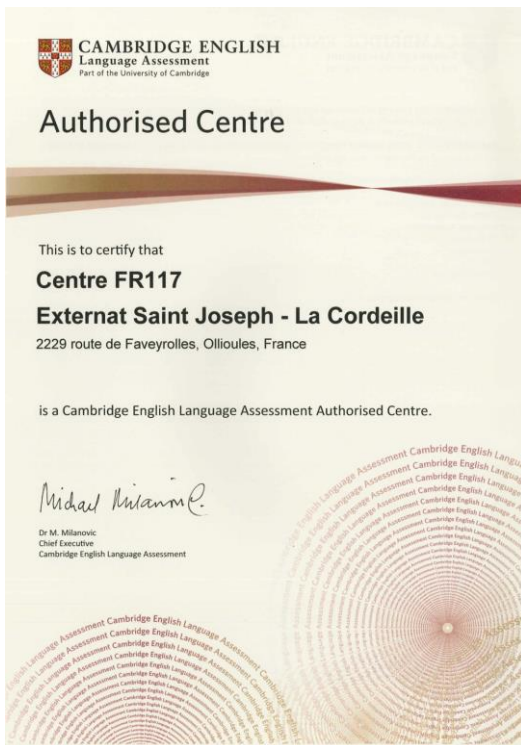 CAMBRIDGE ENGLISH
Language Assessment
Part of the University of Cambridge
Authorised Centre
This is to certify that
Centre FR117
Externat Saint Joseph - La Cordeille
2229 route de Faveyrolles, Ollioules, France
is a Cambridge English Language Assessment Authorised Centre.
Michael Milanovic
Dr M. Milanovic
Chief Executive
Cambridge English Language Assessment